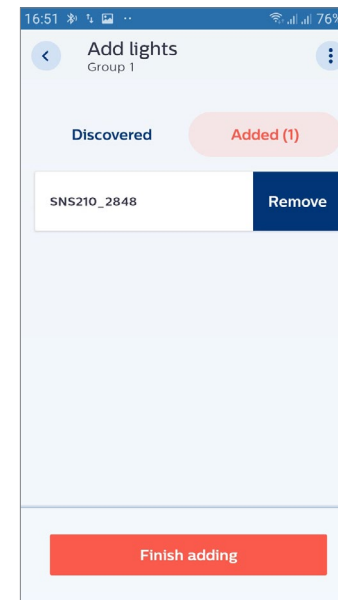 16:51 76%
Add lights
Group 1
Discovered Added (1)
SNS210_2848 Remove
Finish adding